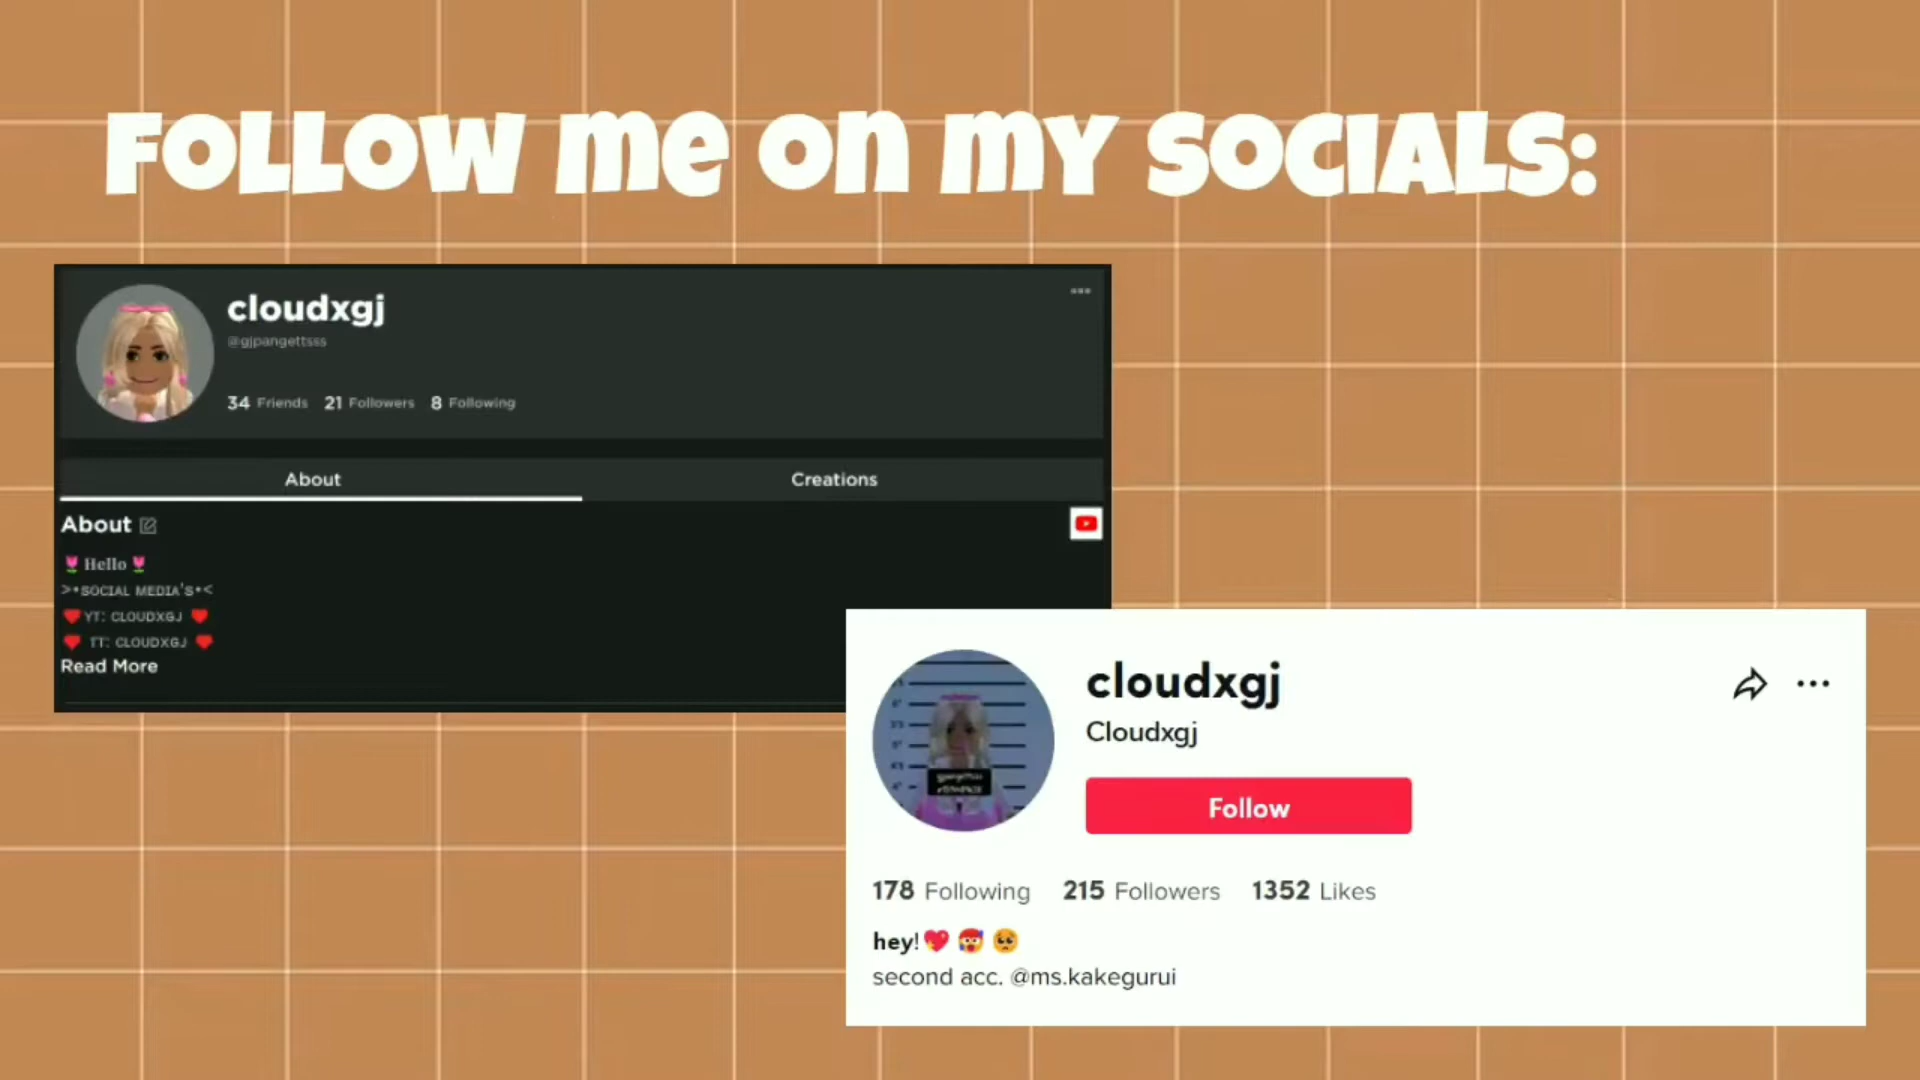 FOLLOW me on my SOCIALS:
cloudxgj
@gjpangettsss
34 Friends 21 Followers 8 Following
About Creations
About
🌷 Hello 🌷
>•SOCIAL MEDIA'S•<
❤️ YT: CLOUDXGJ ❤️
❤️ TT: CLOUDXGJ ❤️
Read More
cloudxgj
Cloudxgj
Follow
178 Following 215 Followers 1352 Likes
hey!💖 🥵 🥺
second acc. @ms.kakegurui